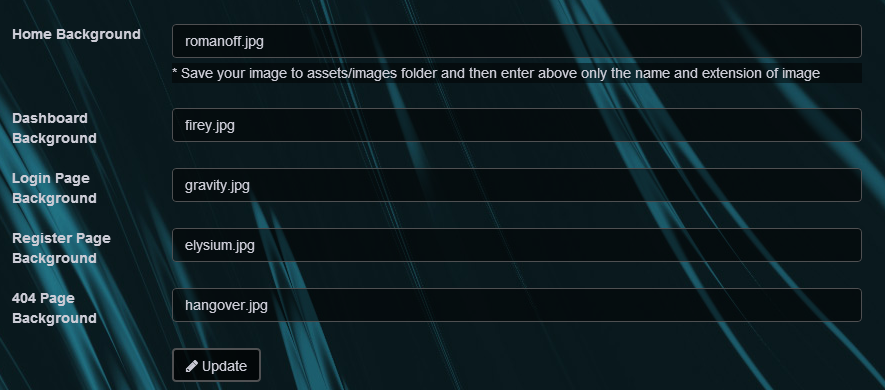 Home Background
romanoff.jpg
* Save your image to assets/images folder and then enter above only the name and extension of image
Dashboard
Background
firey.jpg
Login Page
Background
gravity.jpg
Register Page
Background
elysium.jpg
404 Page
Background
hangover.jpg
Update